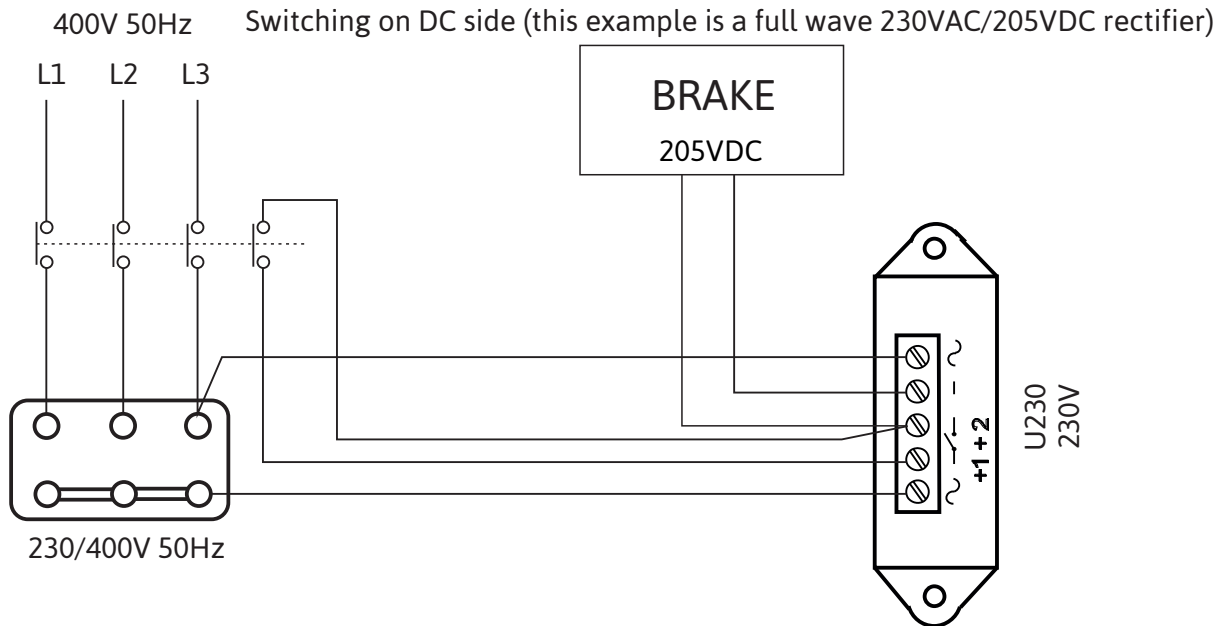 Switching on DC side (this example is a full wave 230VAC/205VDC rectifier)
400V 50Hz
L1 L2 L3
BRAKE
205VDC
+1 + 2
U230
230V
230/400V 50Hz